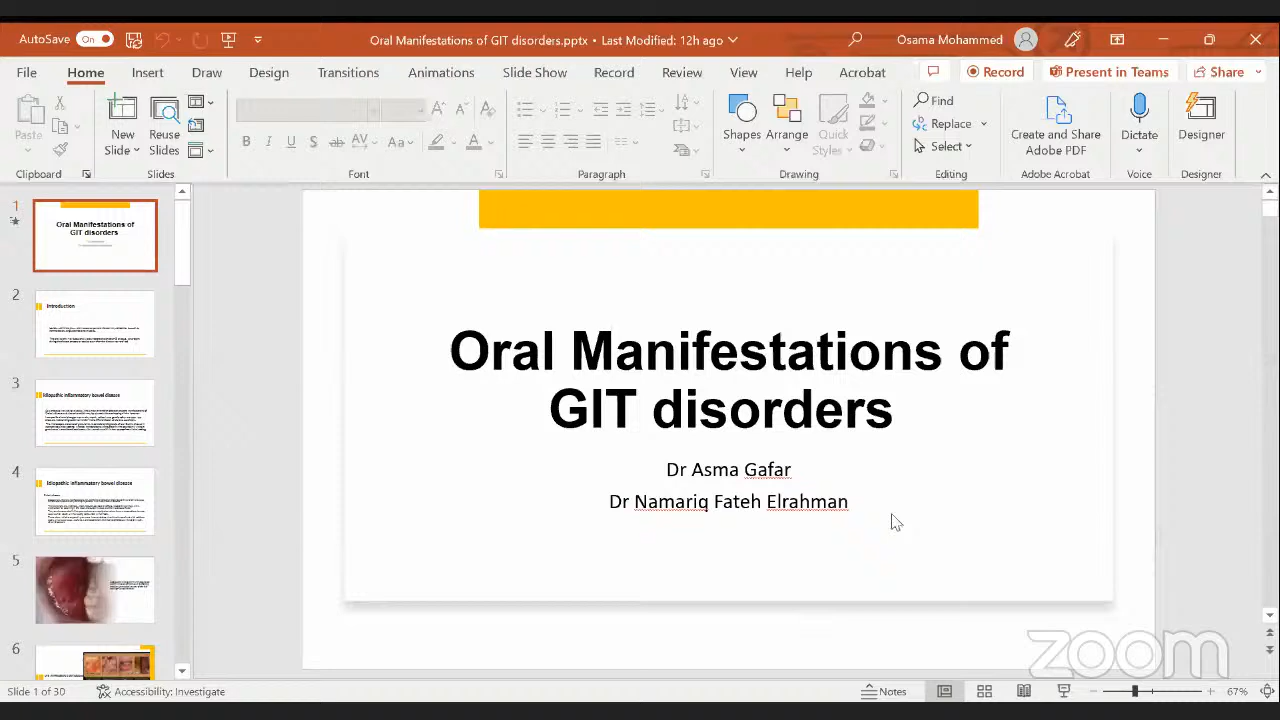 AutoSave On Oral Manifestations of GIT disorders.pptx • Last Modified: 12h ago Osama Mohammed
File Home Insert Draw Design Transitions Animations Slide Show Record Review View Help Acrobat Record Present in Teams Share
Paste New Slide Reuse Slides Shapes Arrange Quick Styles Find Replace Select Create and Share Adobe PDF Dictate Designer
B I U S ab AV Aa A
Clipboard Slides Font Paragraph Drawing Editing Adobe Acrobat Voice Designer
1
Oral Manifestations of
GIT disorders
2
Introduction
3
Idiopathic inflammatory bowel disease
4
Idiopathic inflammatory bowel disease
5
6
Oral Manifestations of
GIT disorders
Dr Asma Gafar
Dr Namariq Fateh Elrahman
zoom
Slide 1 of 30 Accessibility: Investigate Notes 67%